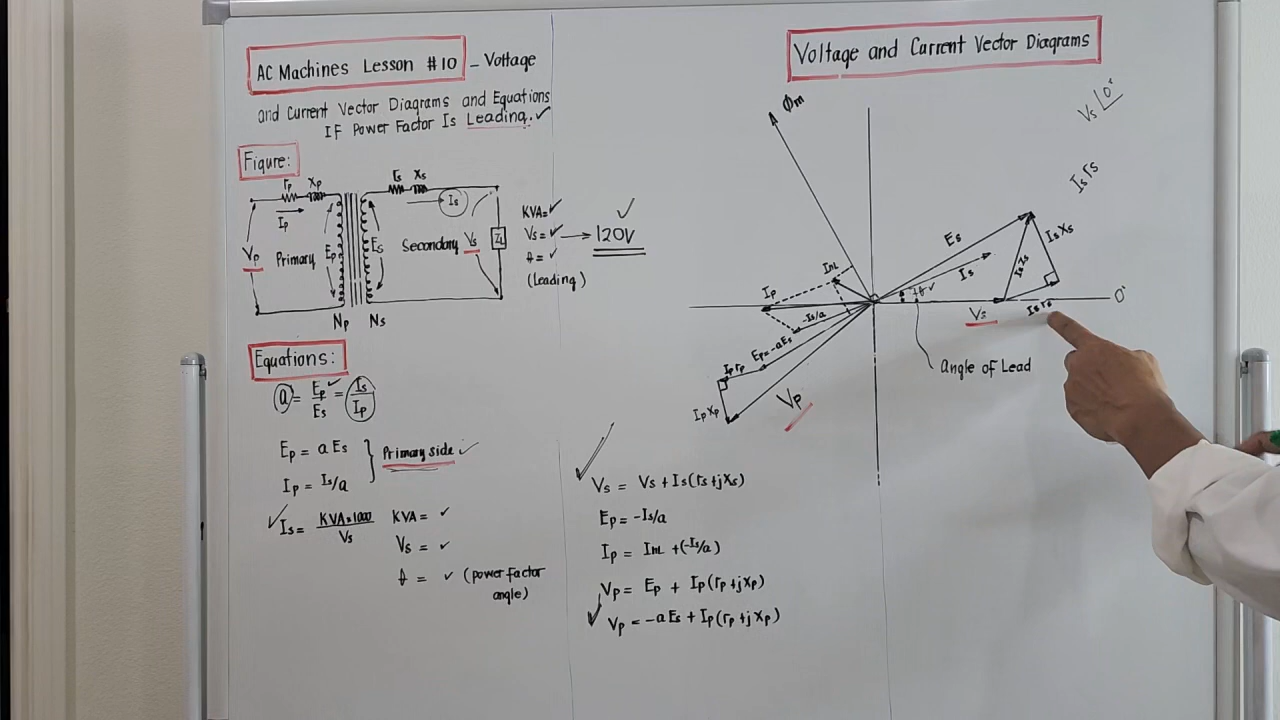 AC Machines Lesson #10 - Voltage
and Current Vector Diagrams and Equations
IF Power Factor Is Leading. ✓
Figure:
rp Xp
rs Xs
Ip
Is
Vp Primary Ep
Es Secondary Vs ZL
Np Ns
KVA= ✓
Vs= ✓ → 120V ✓
θ = ✓
(Leading)
Equations:
a = Ep/Es ✓ = Is/Ip
Ep = a Es
Ip = Is/a
} Primary side ✓
✓ Is = KVA×1000/Vs
KVA= ✓
Vs = ✓
θ = ✓ (power factor
angle)
✓ Vs = Vs + Is(rs+jXs)
Ep = -Is/a
Ip = INL +(-Is/a)
Vp = Ep + Ip(rp+jXp)
✓ Vp = -a Es + Ip(rp+jXp)
Voltage and Current Vector Diagrams
Φm
Vs∠0°
Is rs
Es
Is Xs
Is
Is Zs
INL
Ip
+θ ✓
0°
Vs
Is rs
-Is/a
Ep=-aEs
Angle of Lead
Ip rp
Ip Xp
Vp